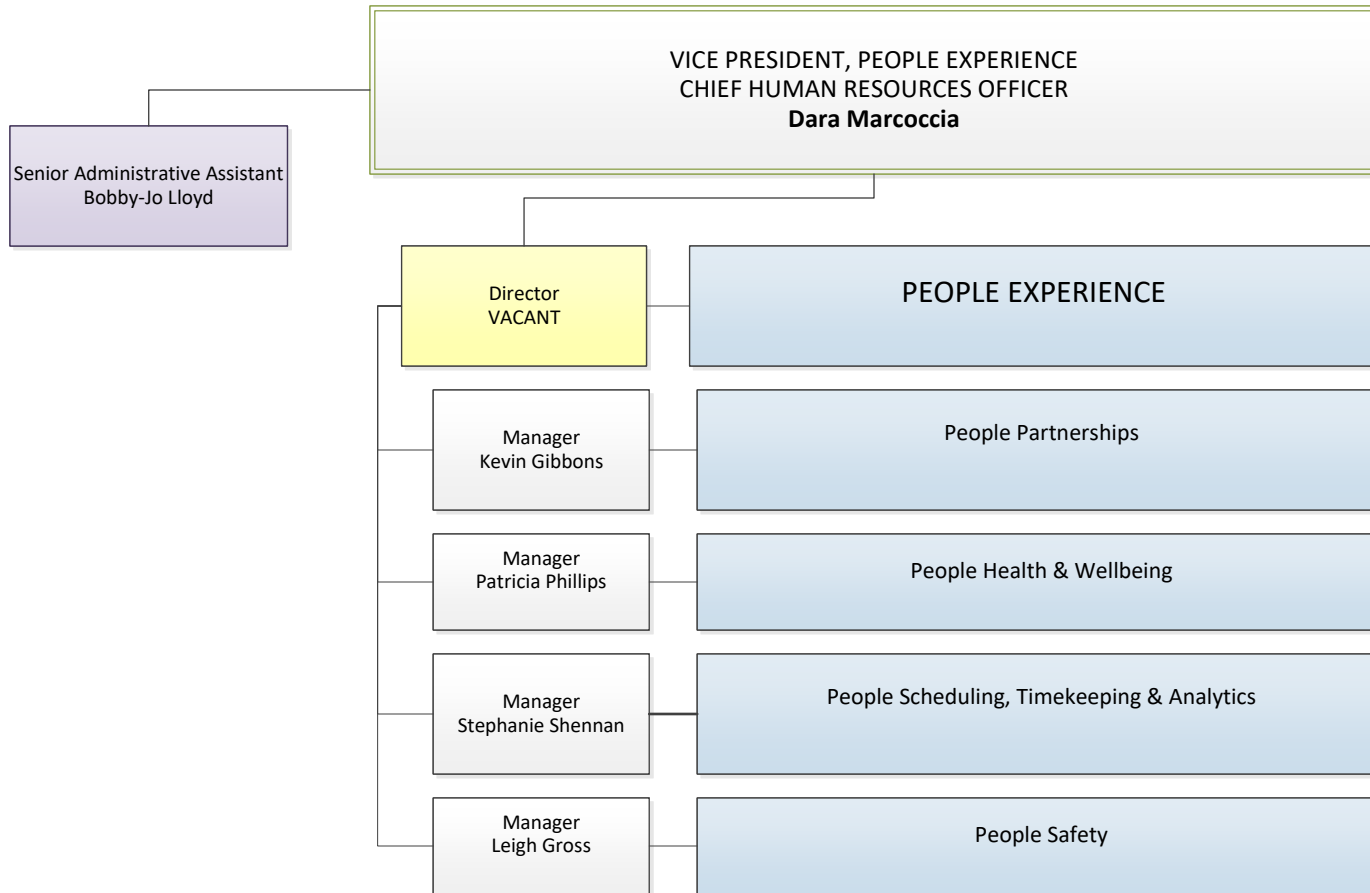 VICE PRESIDENT, PEOPLE EXPERIENCE
CHIEF HUMAN RESOURCES OFFICER
Dara Marcoccia
Senior Administrative Assistant
Bobby-Jo Lloyd
Director
VACANT
PEOPLE EXPERIENCE
Manager
Kevin Gibbons
People Partnerships
Manager
Patricia Phillips
People Health & Wellbeing
Manager
Stephanie Shennan
People Scheduling, Timekeeping & Analytics
Manager
Leigh Gross
People Safety